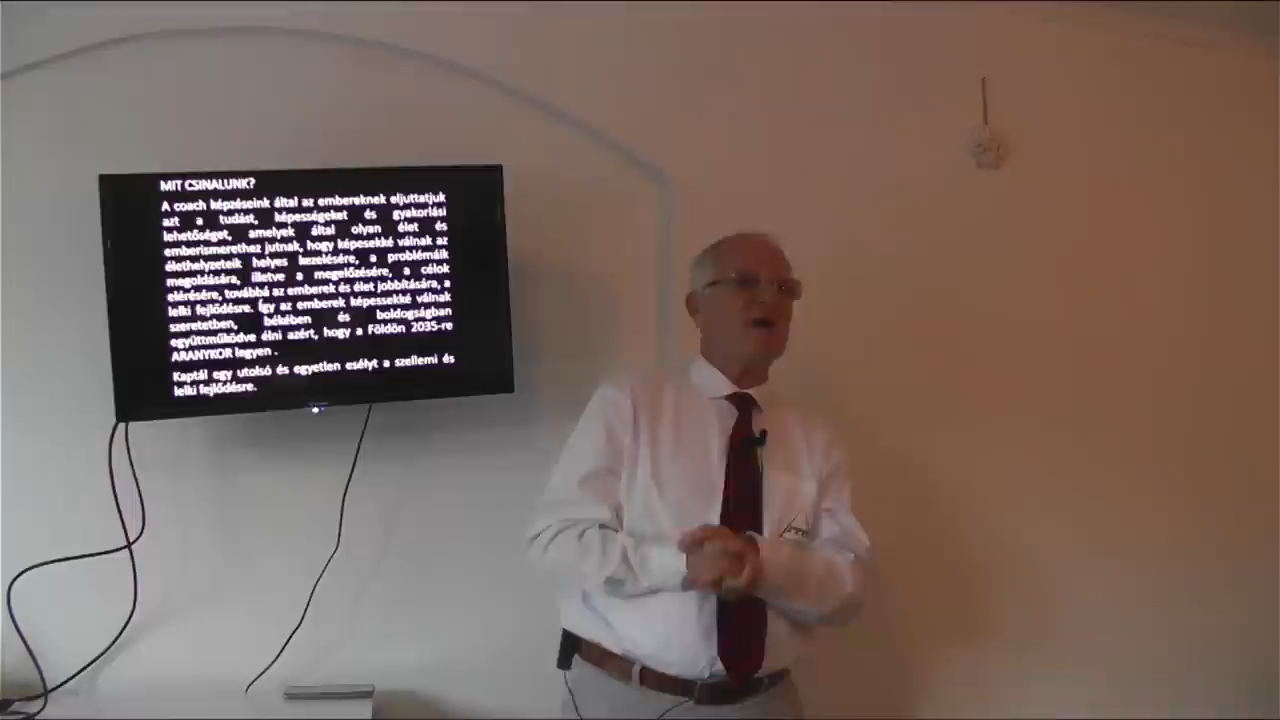 MIT CSINALUNK?
A coach képzéseink által az embereknek eljuttatjuk
azt a tudást, képességeket és gyakorlási
lehetőséget, amelyek által olyan élet és
emberismerethez jutnak, hogy képesekké válnak az
élethelyzeteik helyes kezelésére, a problémáik
megoldására, illetve a megelőzésére, a célok
elérésére, továbbá az emberek és élet jobbítására, a
lelki fejlődésre. Így az emberek képessekké válnak
szeretetben, békében és boldogságban
együttműködve élni azért, hogy a Földön 2035-re
ARANYKOR legyen .
Kaptál egy utolsó és egyetlen esélyt a szellemi és
lelki fejlődésre.